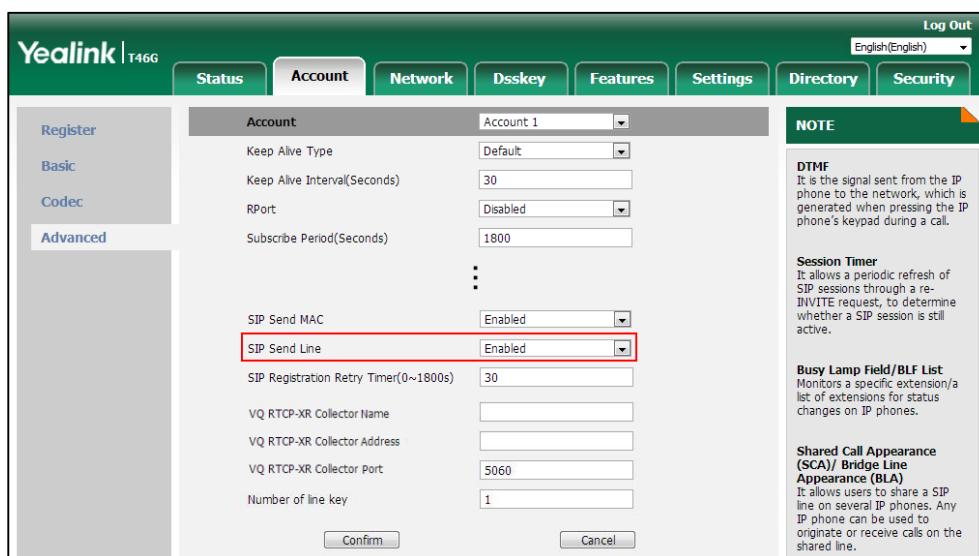 Log Out
Yealink T46G
English(English)
Status Account Network Dsskey Features Settings Directory Security
Register
Basic
Codec
Advanced
Account Account 1
Keep Alive Type Default
Keep Alive Interval(Seconds) 30
RPort Disabled
Subscribe Period(Seconds) 1800
SIP Send MAC Enabled
SIP Send Line Enabled
SIP Registration Retry Timer(0~1800s) 30
VQ RTCP-XR Collector Name
VQ RTCP-XR Collector Address
VQ RTCP-XR Collector Port 5060
Number of line key 1
Confirm Cancel
NOTE
DTMF
It is the signal sent from the IP
phone to the network, which is
generated when pressing the IP
phone's keypad during a call.
Session Timer
It allows a periodic refresh of
SIP sessions through a re-
INVITE request, to determine
whether a SIP session is still
active.
Busy Lamp Field/BLF List
Monitors a specific extension/a
list of extensions for status
changes on IP phones.
Shared Call Appearance
(SCA)/ Bridge Line
Appearance (BLA)
It allows users to share a SIP
line on several IP phones. Any
IP phone can be used to
originate or receive calls on the
shared line.